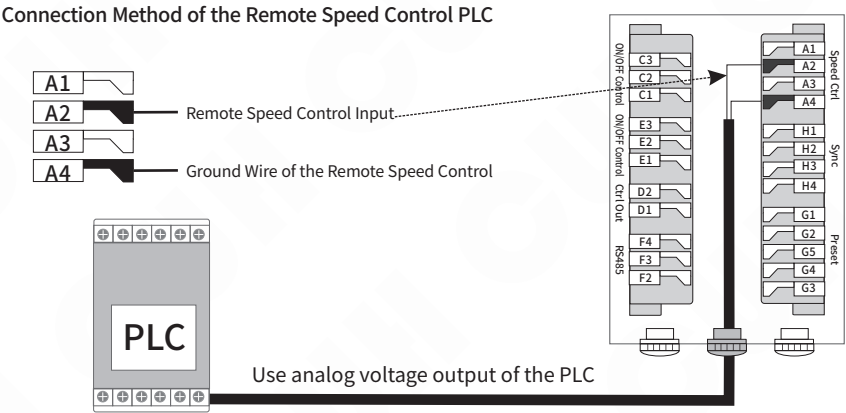 Connection Method of the Remote Speed Control PLC
A1
A2
Remote Speed Control Input
A3
A4
Ground Wire of the Remote Speed Control
PLC
Use analog voltage output of the PLC
ON/OFF Control
C3
C2
C1
ON/OFF Control
E3
E2
E1
Ctrl Out
D2
D1
RS485
F4
F3
F2
A1
A2
A3
A4
Speed Ctrl
H1
H2
H3
H4
Sync
G1
G2
G5
G4
G3
Preset